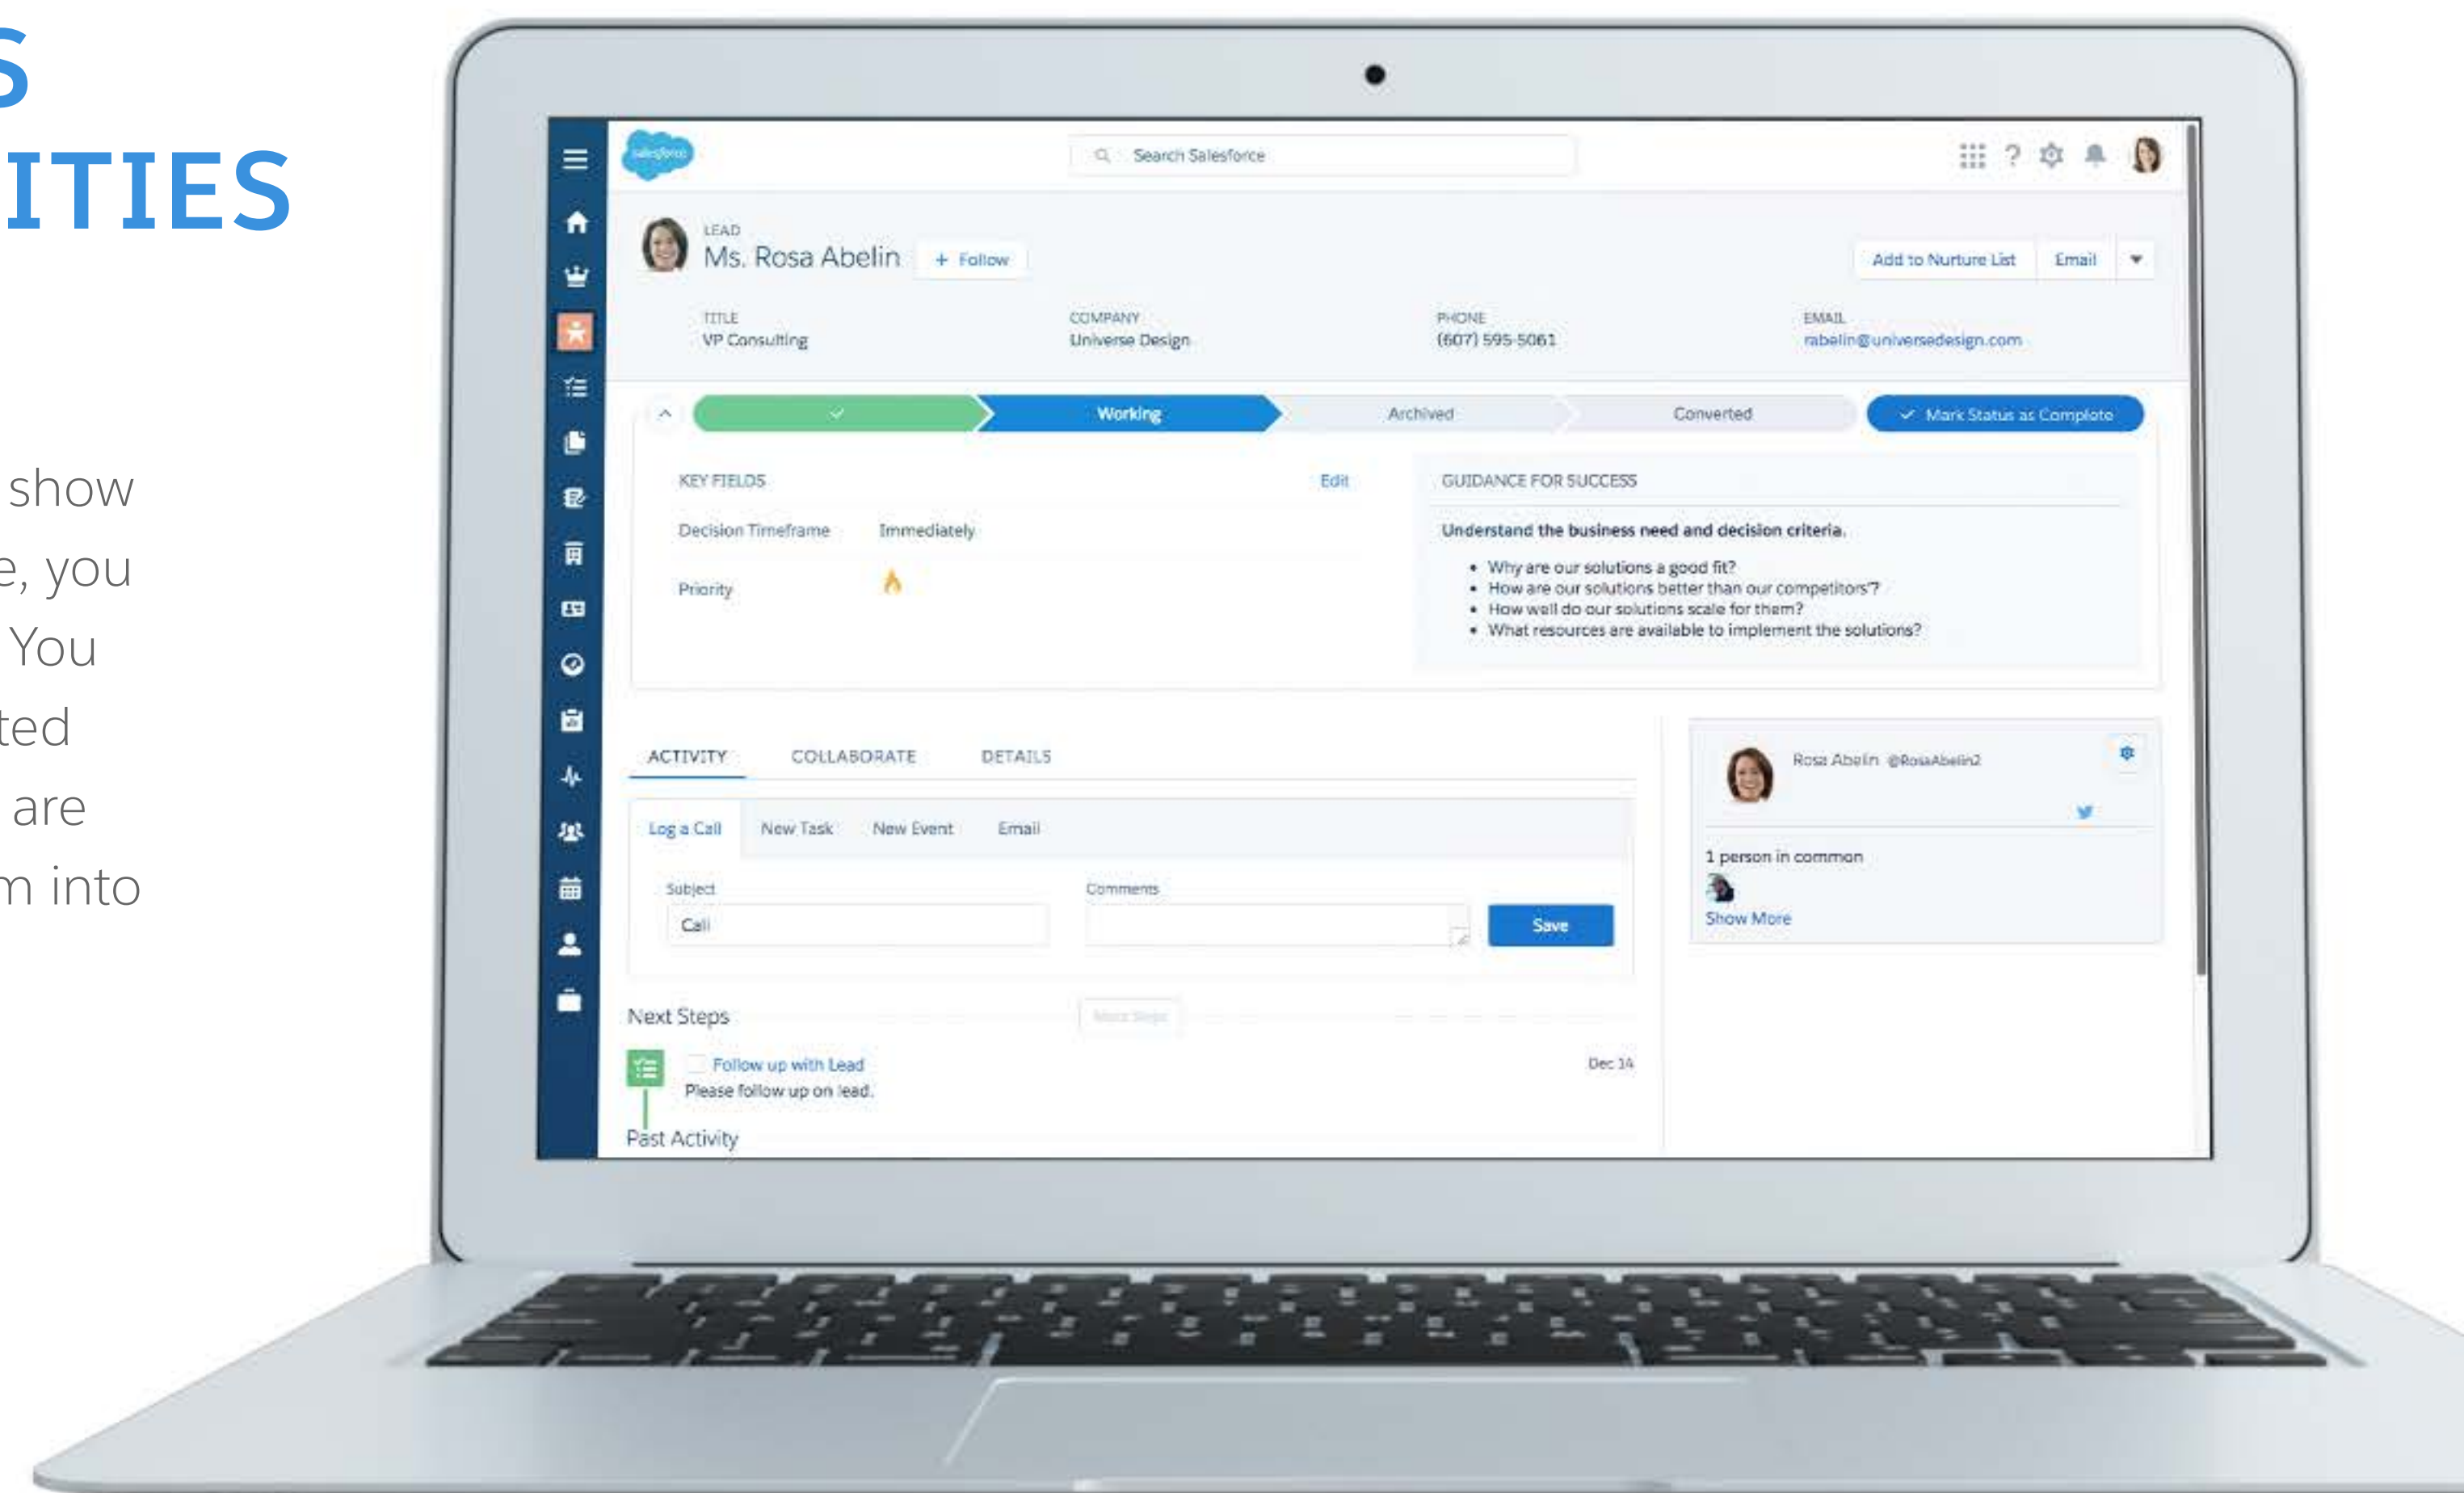 S
ITIES
show
e, you
You
ted
are
m into
salesforce
Search Salesforce
LEAD
Ms. Rosa Abelin
+ Follow
Add to Nurture List
Email
TITLE
COMPANY
PHONE
EMAIL
VP Consulting
Universe Design
(607) 595-5061
rabelin@universedesign.com
Working
Archived
Converted
Mark Status as Complete
KEY FIELDS
Edit
Decision Timeframe
Immediately
Priority
GUIDANCE FOR SUCCESS
Understand the business need and decision criteria.
• Why are our solutions a good fit?
• How are our solutions better than our competitors'?
• How well do our solutions scale for them?
• What resources are available to implement the solutions?
ACTIVITY
COLLABORATE
DETAILS
Log a Call
New Task
New Event
Email
Subject
Comments
Call
Save
Next Steps
More Steps
Follow up with Lead
Dec 14
Please follow up on lead.
Past Activity
Rosa Abelin @RosaAbelin2
1 person in common
Show More